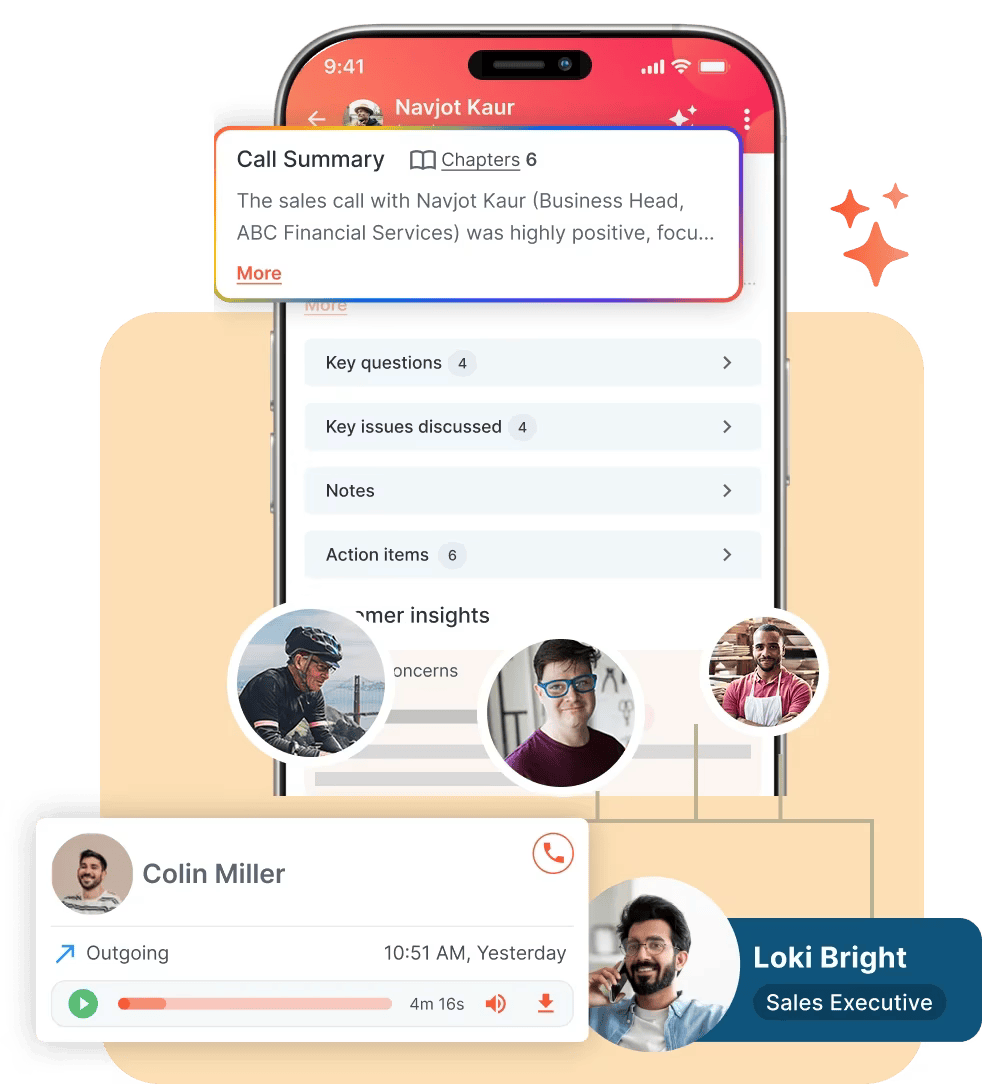 9:41
Navjot Kaur
Call Summary Chapters 6
The sales call with Navjot Kaur (Business Head,
ABC Financial Services) was highly positive, focu...
More
...
More
Key questions 4
Key issues discussed 4
Notes
Action items 6
omer insights
oncerns
Colin Miller
Outgoing 10:51 AM, Yesterday
4m 16s
Loki Bright
Sales Executive